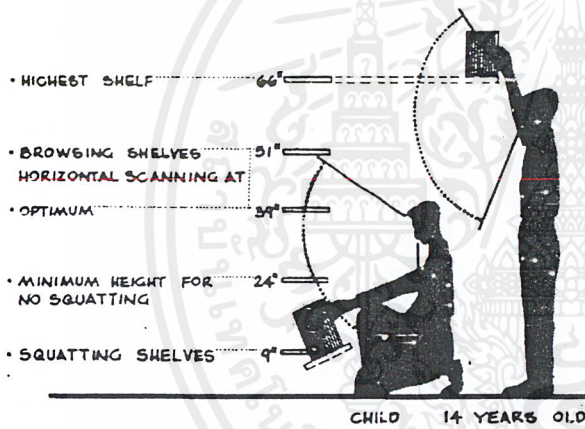 • HIGHEST SHELF 66"
• BROWSING SHELVES 51"
HORIZONTAL SCANNING AT
• OPTIMUM 39"
• MINIMUM HEIGHT FOR 24"
NO SQUATTING
• SQUATTING SHELVES 9"
CHILD 14 YEARS OLD